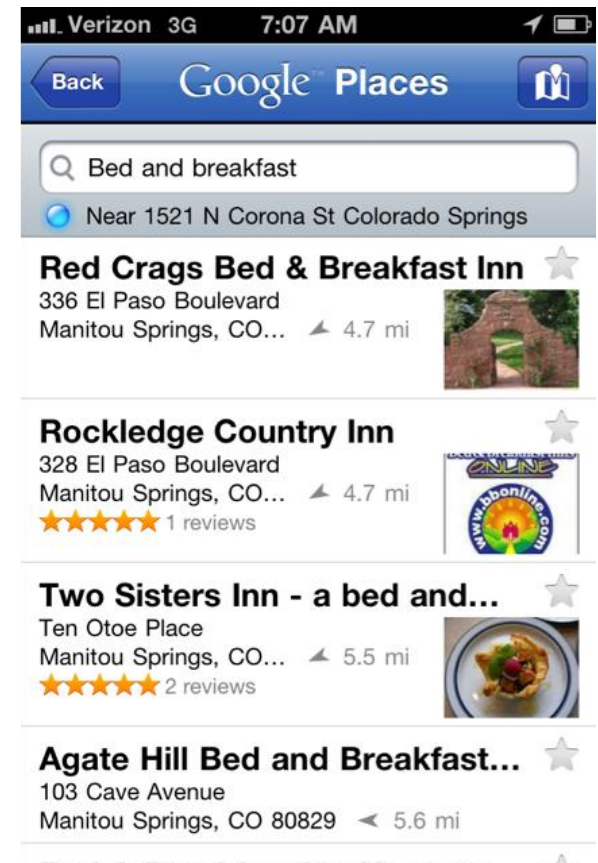 Verizon 3G 7:07 AM
Back Google™ Places
Bed and breakfast
Near 1521 N Corona St Colorado Springs
Red Crags Bed & Breakfast Inn
336 El Paso Boulevard
Manitou Springs, CO... 4.7 mi
Rockledge Country Inn
328 El Paso Boulevard
Manitou Springs, CO... 4.7 mi
1 reviews
ONLINE
www.bbonline.com
Two Sisters Inn - a bed and...
Ten Otoe Place
Manitou Springs, CO... 5.5 mi
2 reviews
Agate Hill Bed and Breakfast...
103 Cave Avenue
Manitou Springs, CO 80829 5.6 mi